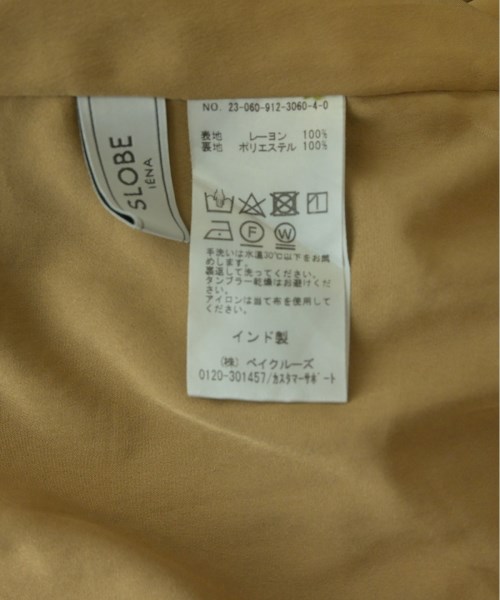 SLOBE
IÉNA
NO. 23-060-912-3060-4-0
表地 レーヨン 100%
裏地 ポリエステル 100%
F W
手洗いは水温30℃以下をお薦
めします。
裏返して洗ってください。
タンブラー乾燥はお避けくだ
さい。
アイロンは当て布を使用して
ください。
インド製
(株) ベイクルーズ
0120-301457/カスタマーサポート